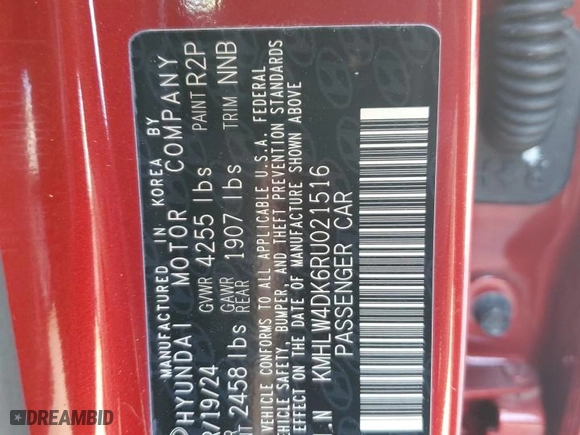 MANUFACTURED IN KOREA BY
HYUNDAI MOTOR COMPANY
/19/24 GVWR 4255 lbs PAINT R2P
2458 lbs GAWR REAR 1907 lbs TRIM NNB
VEHICLE CONFORMS TO ALL APPLICABLE U.S.A. FEDERAL
VEHICLE SAFETY, BUMPER, AND THEFT PREVENTION STANDARDS
EFFECT ON THE DATE OF MANUFACTURE SHOWN ABOVE
KMHLW4DK6RU021516
PASSENGER CAR
DREAMBID